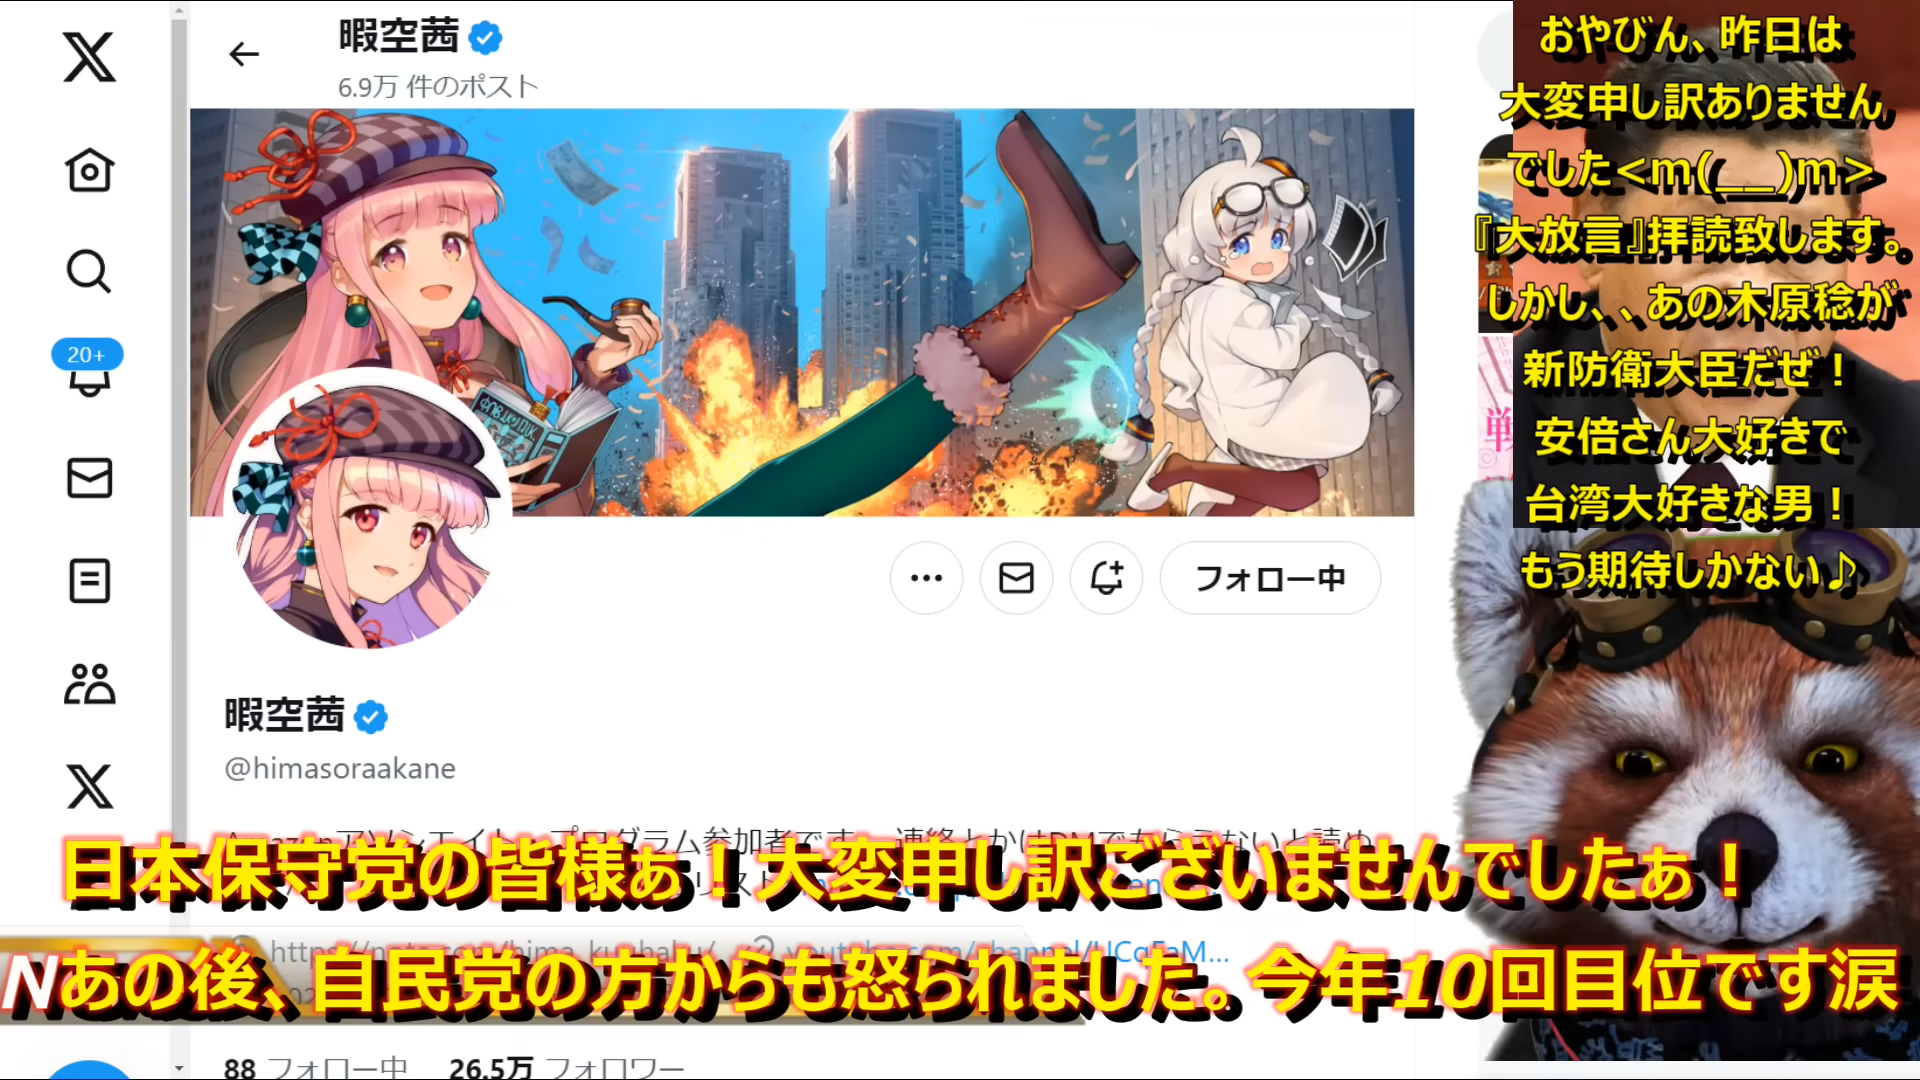 暇空茜
6.9万 件のポスト
20+
フォロー中
暇空茜
@himasoraakane
おやびん、昨日は
大変申し訳ありません
でした<m(__)m>
『大放言』拝読致します。
しかし、、あの木原稔が
新防衛大臣だぜ！
安倍さん大好きで
台湾大好きな男！
もう期待しかない♪
戦
日本保守党の皆様ぁ！大変申し訳ございませんでしたぁ！
Nあの後、自民党の方からも怒られました。今年10回目位です涙
88 フォロー中 26.5万 フォロワー